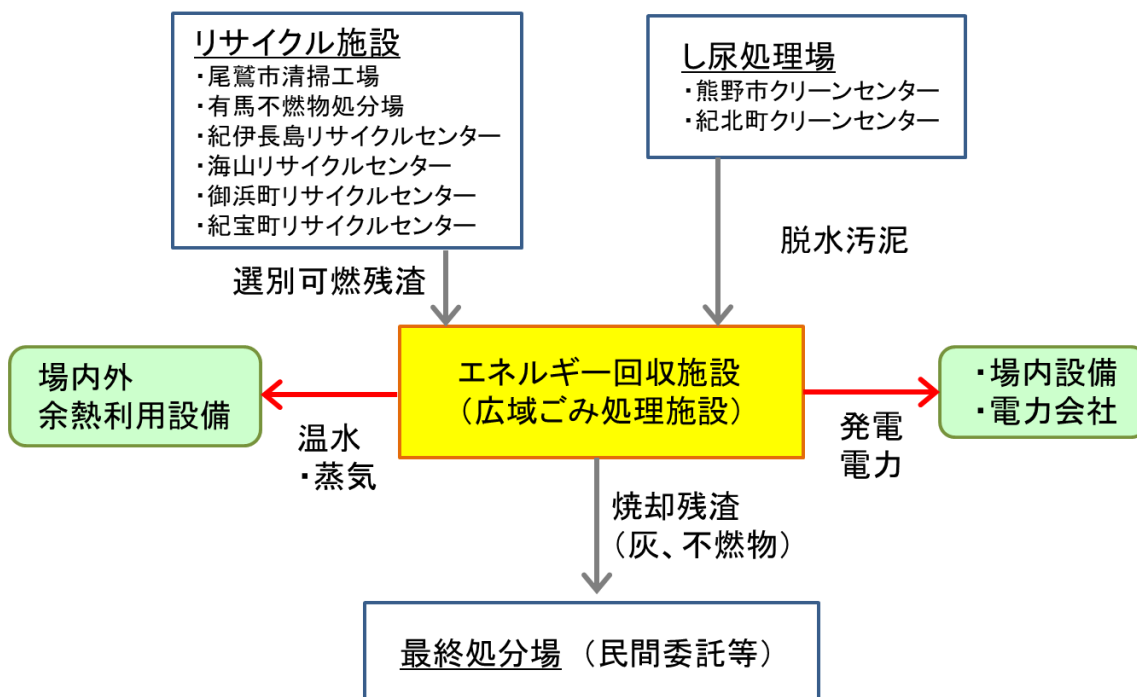 リサイクル施設
・尾鷲市清掃工場
・有馬不燃物処分場
・紀伊長島リサイクルセンター
・海山リサイクルセンター
・御浜町リサイクルセンター
・紀宝町リサイクルセンター
し尿処理場
・熊野市クリーンセンター
・紀北町クリーンセンター
選別可燃残渣
脱水汚泥
場内外
余熱利用設備
温水
・蒸気
エネルギー回収施設
（広域ごみ処理施設）
発電
電力
・場内設備
・電力会社
焼却残渣
（灰、不燃物）
最終処分場 （民間委託等）